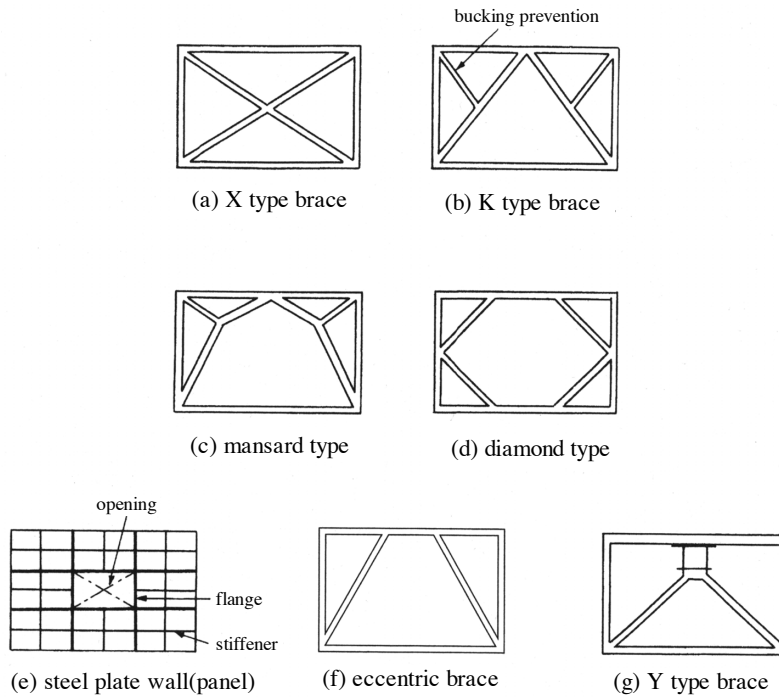 bucking prevention
(a) X type brace
(b) K type brace
(c) mansard type
(d) diamond type
opening
flange
stiffener
(e) steel plate wall(panel)
(f) eccentric brace
(g) Y type brace